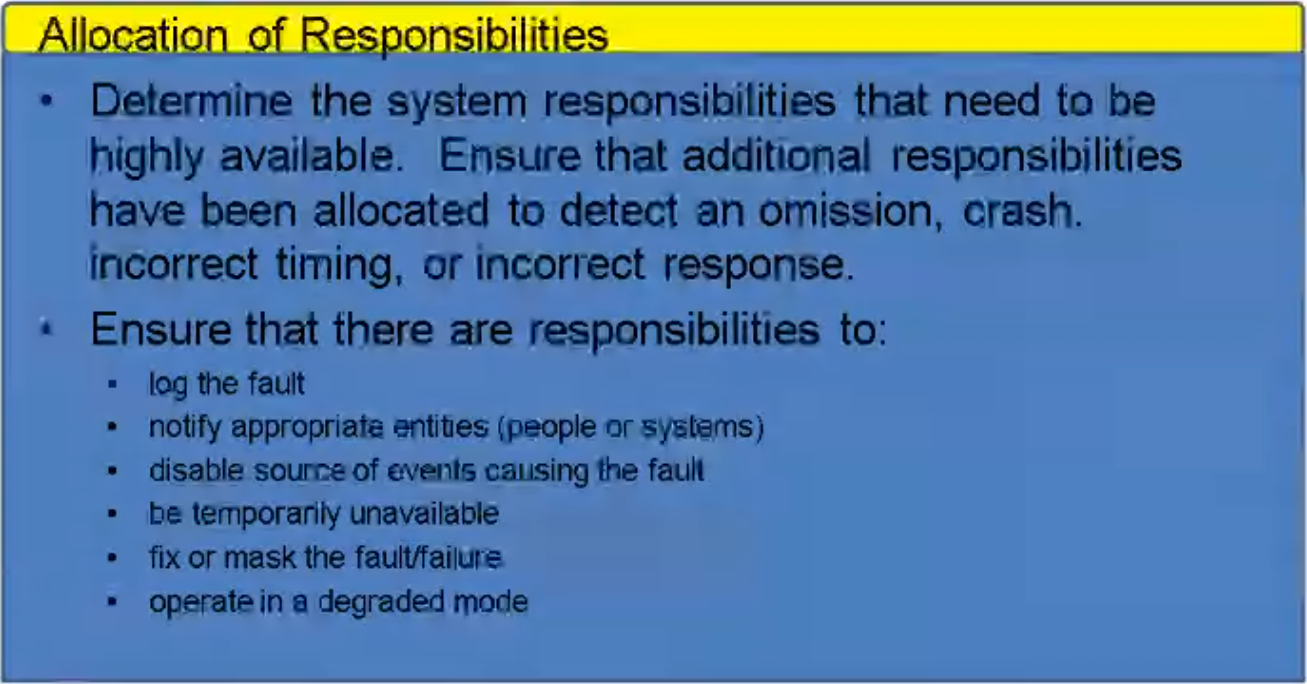 Allocation of Responsibilities
• Determine the system responsibilities that need to be
highly available. Ensure that additional responsibilities
have been allocated to detect an omission, crash.
incorrect timing, or incorrect response.
• Ensure that there are responsibilities to:
• log the fault
• notify appropriate entities (people or systems)
• disable source of events causing the fault
• be temporarily unavailable
• fix or mask the fault/failure
• operate in a degraded mode